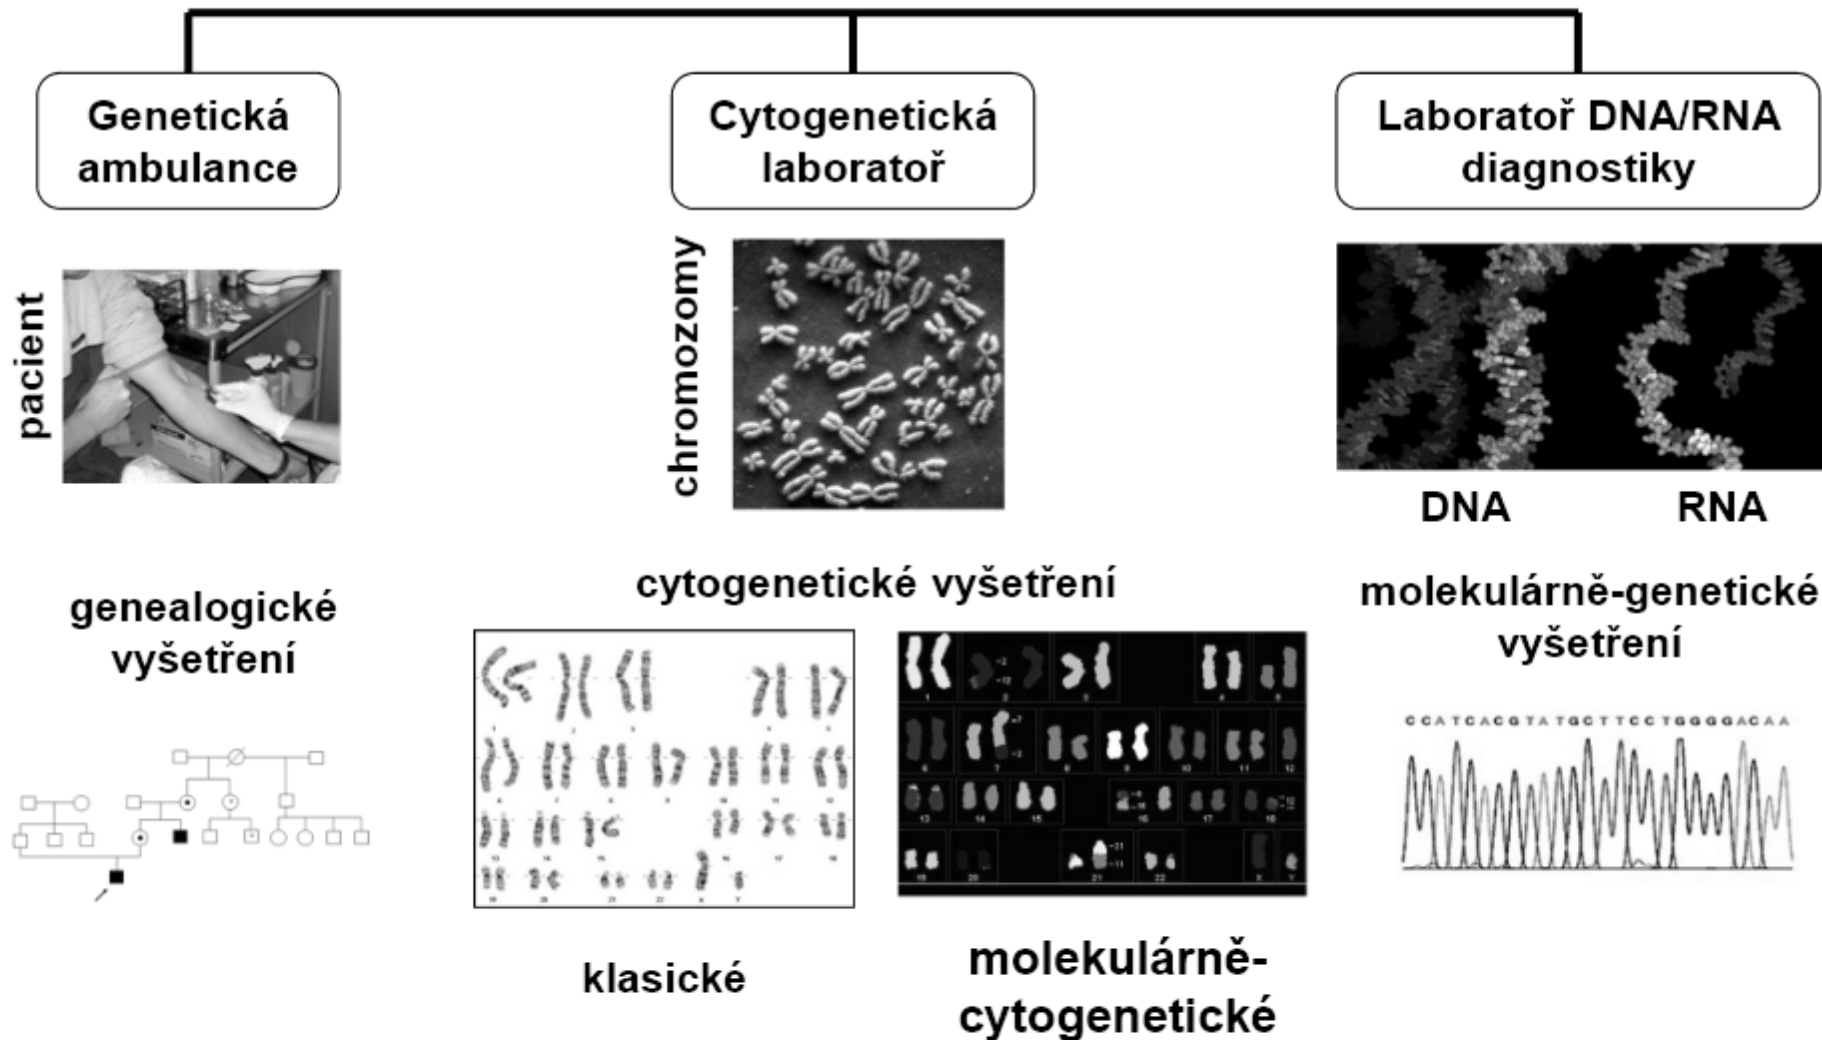 Genetická
ambulance
Cytogenetická
laboratoř
Laboratoř DNA/RNA
diagnostiky
pacient
chromozomy
DNA
RNA
genealogické
vyšetření
cytogenetické vyšetření
molekulárně-genetické
vyšetření
CCATCACGTATGCTTCCTGGGGACAA
klasické
molekulárně-
cytogenetické